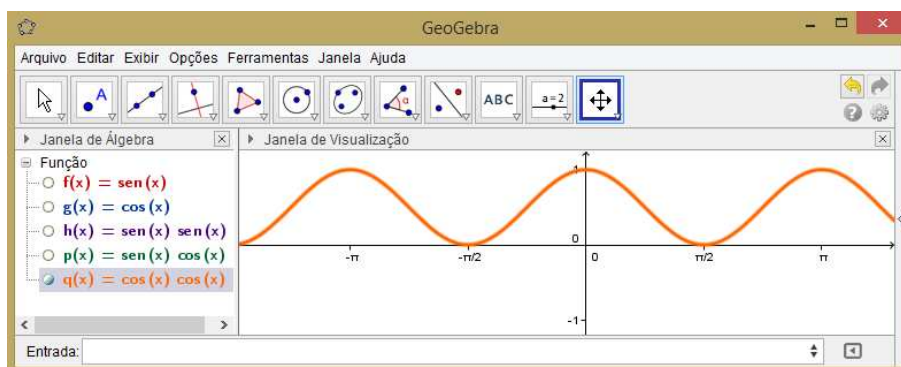 GeoGebra
Arquivo Editar Exibir Opções Ferramentas Janela Ajuda
A
α
ABC
a=2
Janela de Álgebra
Janela de Visualização
Função
f(x) = sen(x)
g(x) = cos(x)
h(x) = sen(x) sen(x)
p(x) = sen(x) cos(x)
q(x) = cos(x) cos(x)
1
0
-π -π/2 0 π/2 π
-1
Entrada: